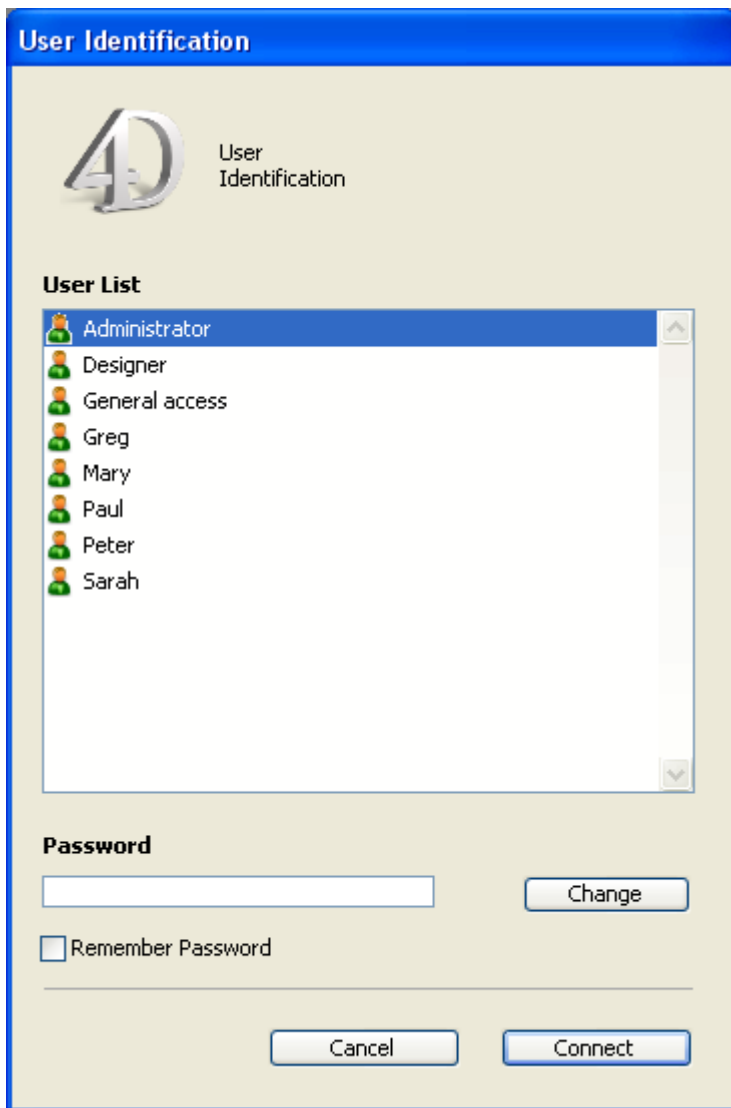 User Identification
4D
User
Identification
User List
Administrator
Designer
General access
Greg
Mary
Paul
Peter
Sarah
Password
Change
Remember Password
Cancel
Connect